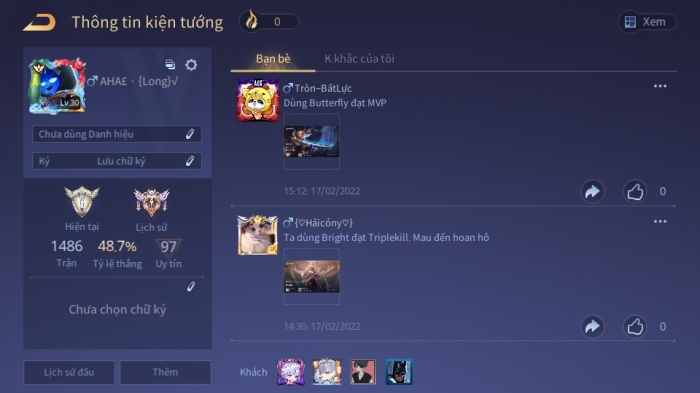 Thông tin kiện tướng
0
Xem
Bạn bè
K.khắc của tôi
AHA£ · {Long}√
Lv.30
Chưa dùng Danh hiệu
Ký
Lưu chữ ký
Hiện tại
Lịch sử
1486
48.7%
97
Trận
Tỷ lệ thắng
Uy tín
Chưa chọn chữ ký
Lịch sử đấu
Thêm
Tròn~BấtLực
Dùng Butterfly đạt MVP
15:12: 17/02/2022
0
{♡Hàicóny♡}
Ta dùng Bright đạt Triplekill. Mau đến hoan hô
14:30: 17/02/2022
0
Khách